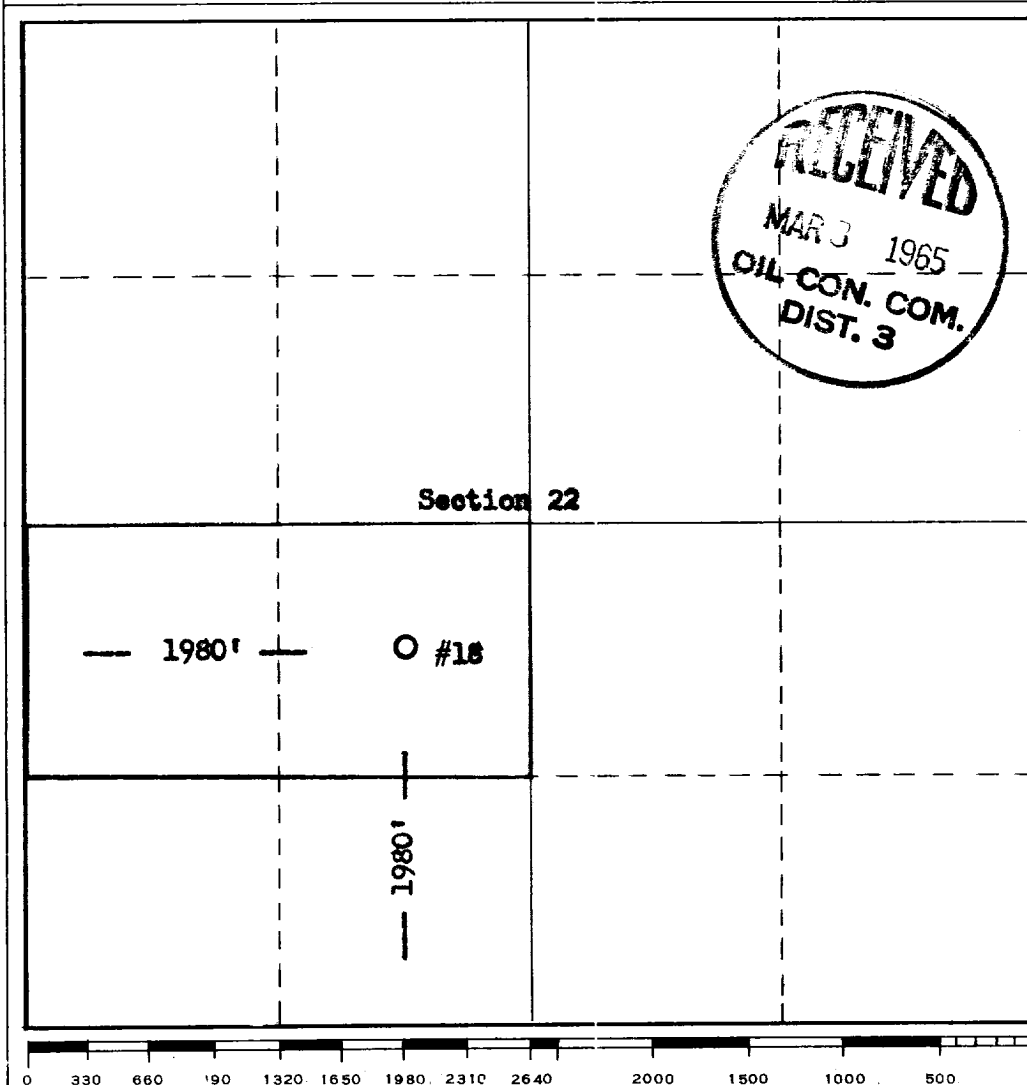 RECEIVED
MAR 3 1965
OIL CON. COM.
DIST. 3
Section 22
1980'
#18
1980'
0 330 660 '90 1320. 1650 1980. 2310 2640 2000 1500 1000 500